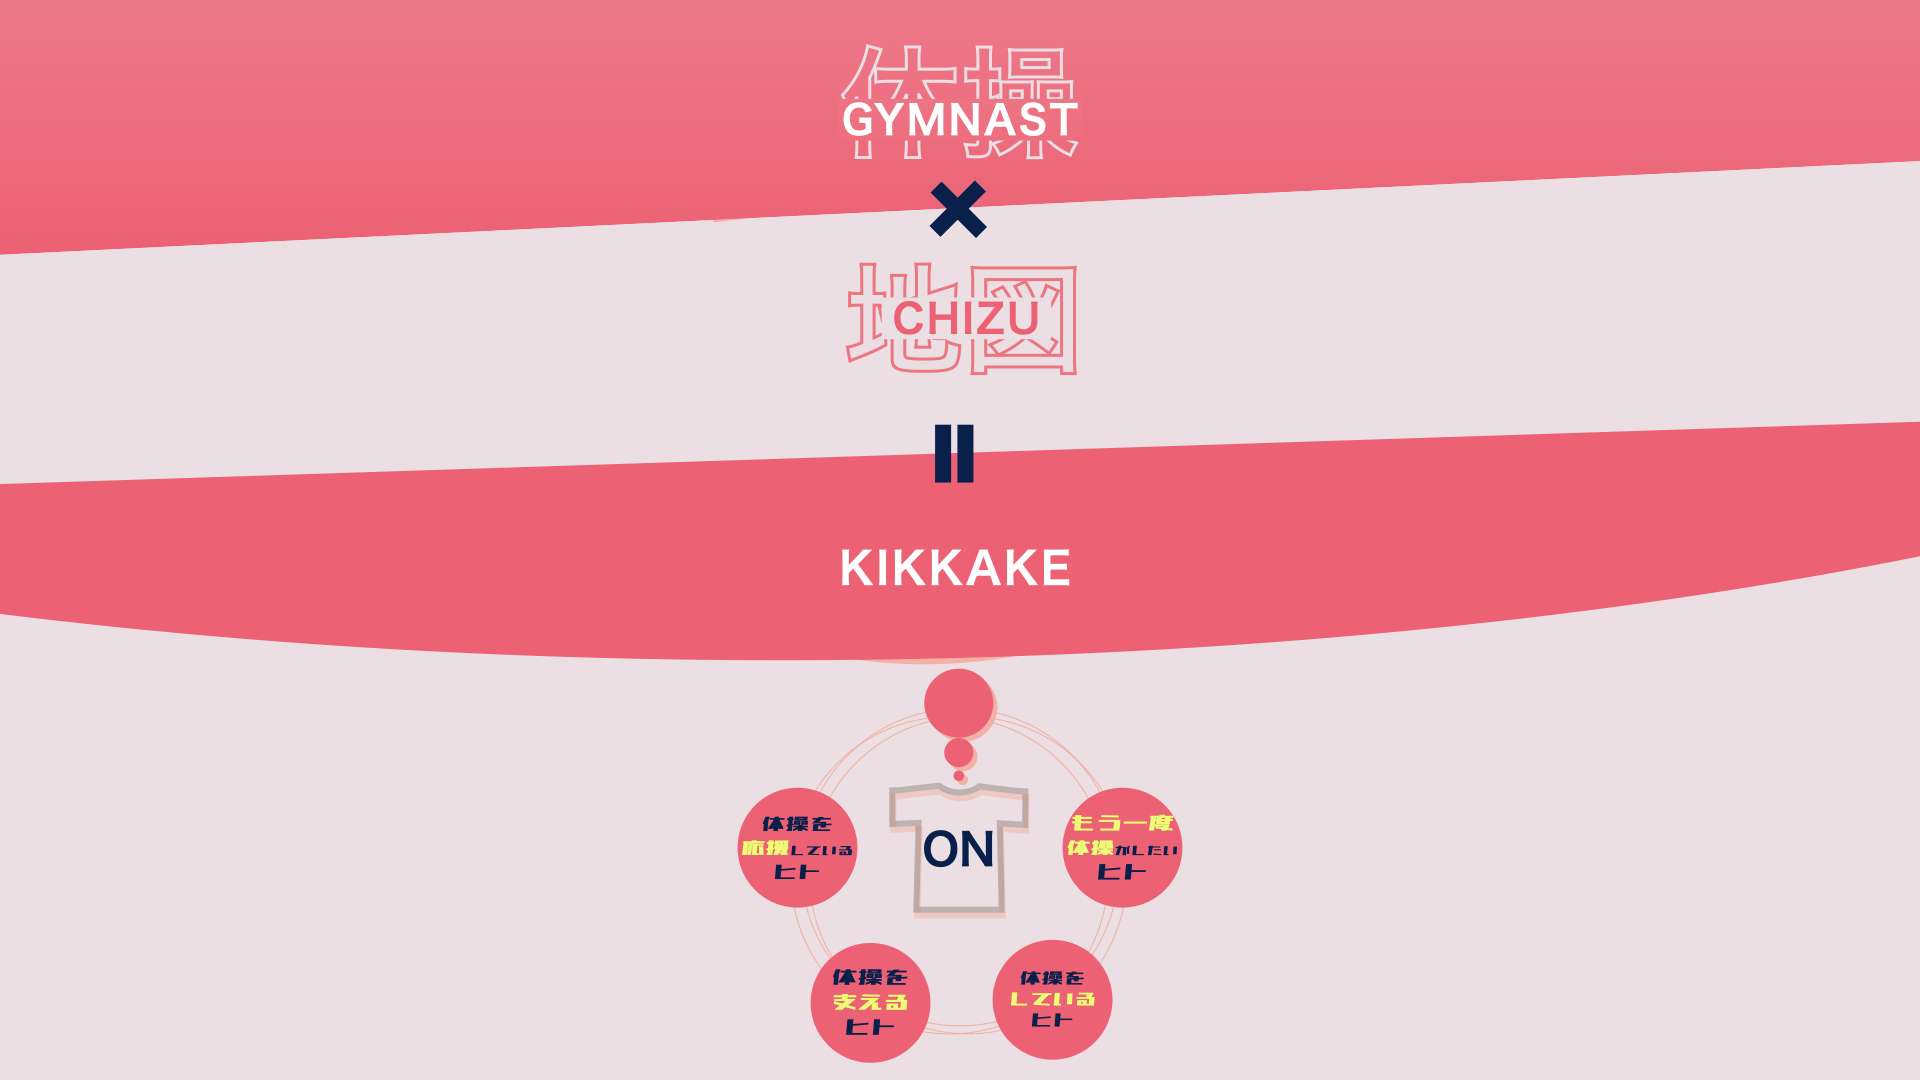 体操
GYMNAST
×
地図
CHIZU
KIKKAKE
ON
体操を
応援している
ヒト
もう一度
体操がしたい
ヒト
体操を
支える
ヒト
体操を
している
ヒト